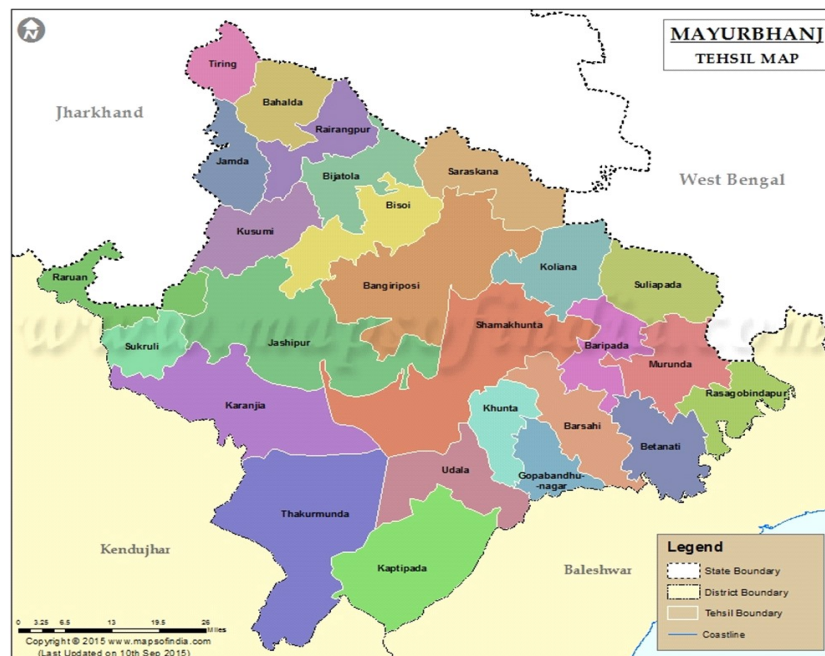 MAYURBHANJ
TEHSIL MAP
N
Tiring
Jharkhand
Bahalda
Rairangpur
Jamda
Bijatola
Saraskana
West Bengal
Bisoi
Kusumi
Koliana
Raruan
Bangiriposi
Suliapada
www.mapsofindia.com
Shamakhunta
Sukruli
Jashipur
Baripada
Murunda
Rasagobindapur
Karanjia
Khunta
Barsahi
Betanati
Udala
Gopabandhu-
-nagar
Thakurmunda
Kendujhar
Kaptipada
Baleshwar
Legend
State Boundary
District Boundary
Tehsil Boundary
Coastline
0 3.25 6.5 13 19.5 26
Miles
Copyright © 2015 www.mapsofindia.com
(Last Updated on 10th Sep 2015)